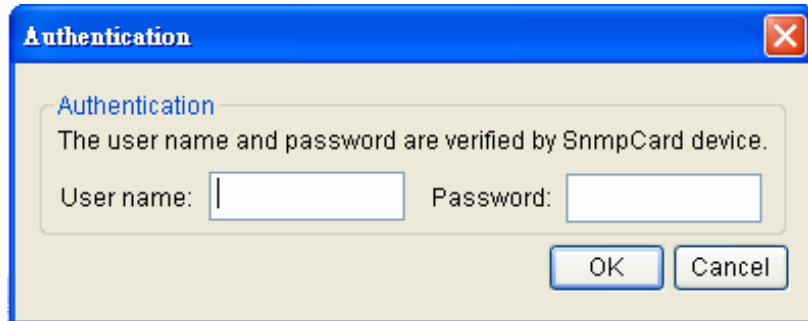 Authentication
Authentication
The user name and password are verified by SnmpCard device.
User name: Password:
OK Cancel